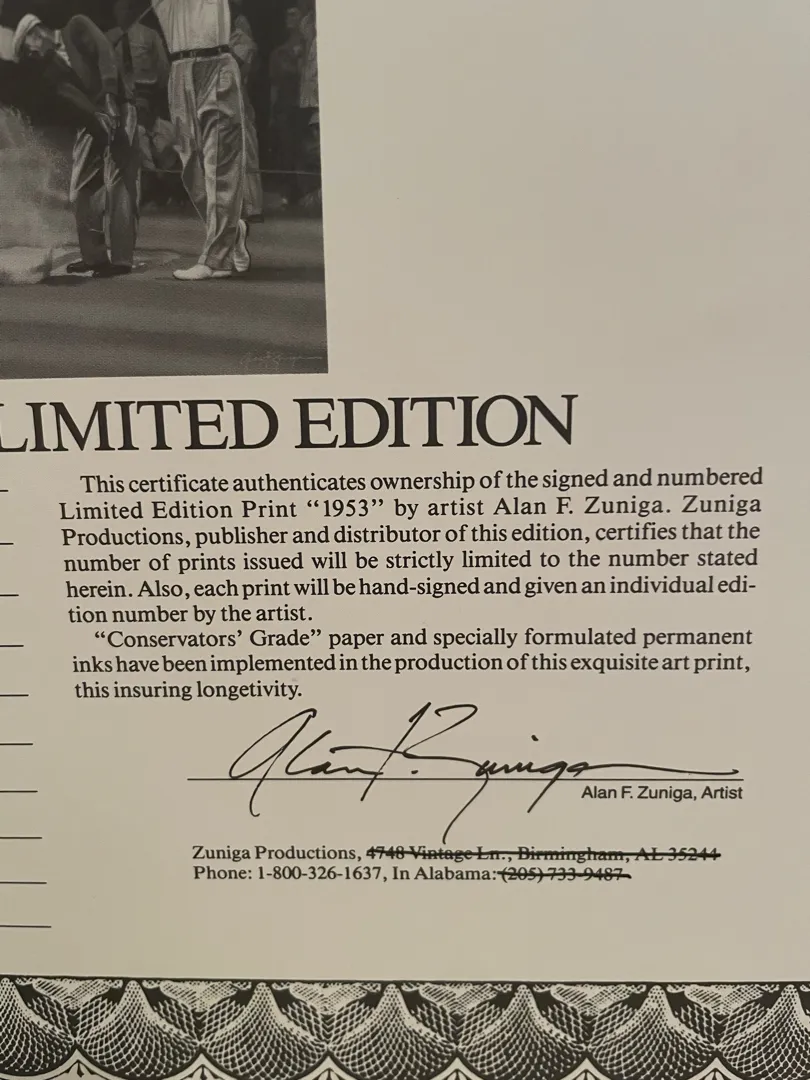 LIMITED EDITION
This certificate authenticates ownership of the signed and numbered
Limited Edition Print “1953” by artist Alan F. Zuniga. Zuniga
Productions, publisher and distributor of this edition, certifies that the
number of prints issued will be strictly limited to the number stated
herein. Also, each print will be hand-signed and given an individual edi-
tion number by the artist.
“Conservators’ Grade” paper and specially formulated permanent
inks have been implemented in the production of this exquisite art print,
this insuring longetivity.
Alan F. Zuniga
Alan F. Zuniga, Artist
Zuniga Productions, 4748 Vintage Ln., Birmingham, AL 35244
Phone: 1-800-326-1637, In Alabama: (205) 733-9487